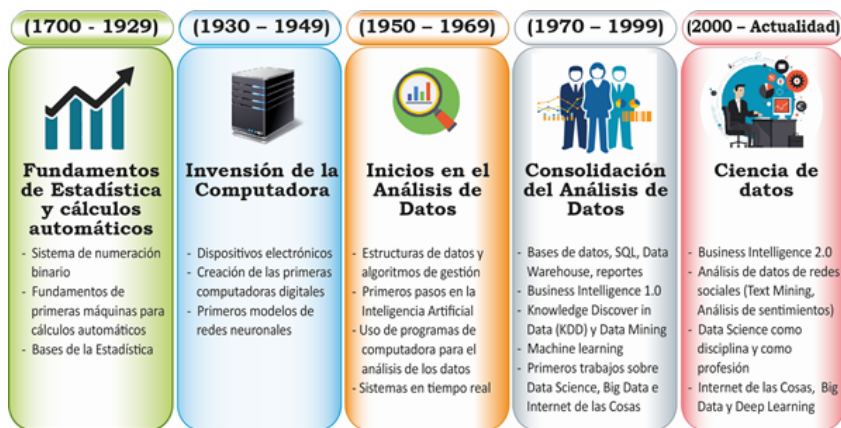 (1700 - 1929)
Fundamentos
de Estadística
y cálculos
automáticos
- Sistema de numeración
binario
- Fundamentos de
primeras máquinas para
cálculos automáticos
- Bases de la Estadística
(1930 – 1949)
Invensión de la
Computadora
- Dispositivos electrónicos
- Creación de las primeras
computadoras digitales
- Primeros modelos de
redes neuronales
(1950 – 1969)
Inicios en el
Análisis de
Datos
- Estructuras de datos y
algoritmos de gestión
- Primeros pasos en la
Inteligencia Artificial
- Uso de programas de
computadora para el
análisis de los datos
- Sistemas en tiempo real
(1970 – 1999)
Consolidación
del Análisis de
Datos
- Bases de datos, SQL, Data
Warehouse, reportes
- Business Intelligence 1.0
- Knowledge Discover in
Data (KDD) y Data Mining
- Machine learning
- Primeros trabajos sobre
Data Science, Big Data e
Internet de las Cosas
(2000 – Actualidad)
Ciencia de
datos
- Business Intelligence 2.0
- Análisis de datos de redes
sociales (Text Mining,
Análisis de sentimientos)
- Data Science como
disciplina y como
profesión
- Internet de las Cosas, Big
Data y Deep Learning